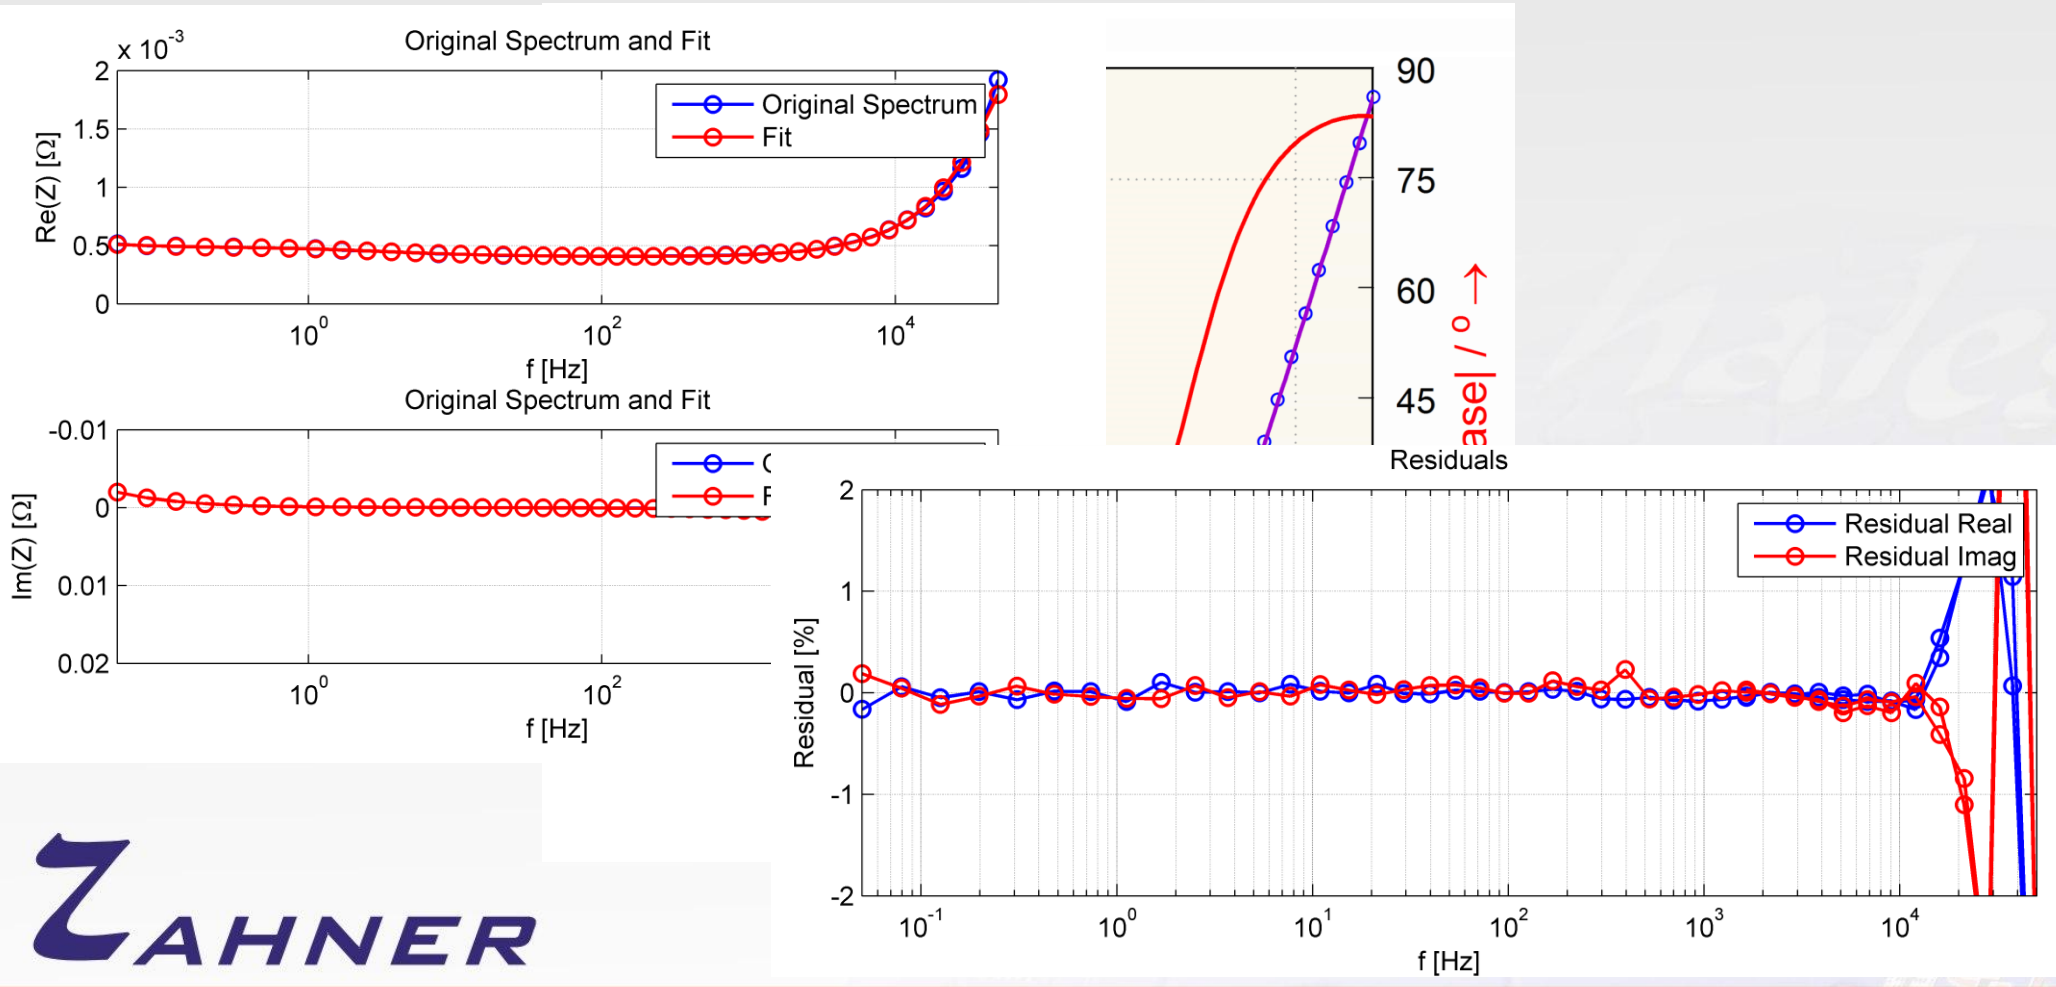 Original Spectrum and Fit
x 10-3
2
1.5
1
0.5
0
Re(Z) [Ω]
Original Spectrum
Fit
100
102
104
f [Hz]
Original Spectrum and Fit
-0.01
0
0.01
0.02
Im(Z) [Ω]
100
102
f [Hz]
90
75
60
45
ase| / ° →
Residuals
2
1
0
-1
-2
Residual [%]
Residual Real
Residual Imag
10-1
100
101
102
103
104
f [Hz]
ZAHNER